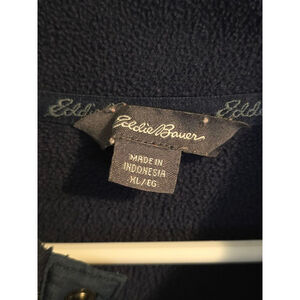 Eddie Bauer
MADE IN
INDONESIA
XL/EG